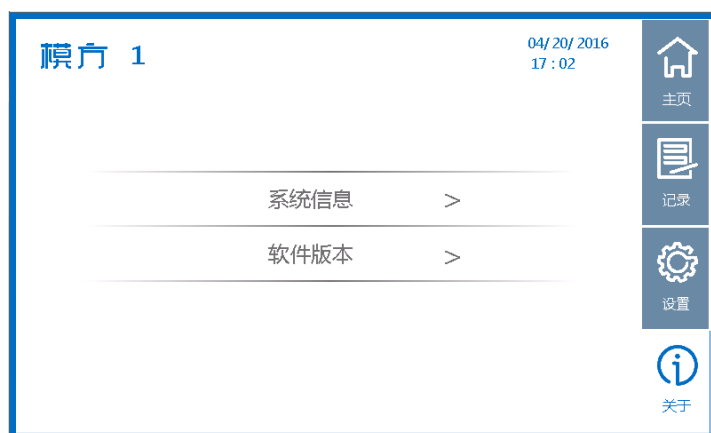 模方 1
04/20/2016
17 : 02
主页
记录
系统信息 >
软件版本 >
设置
关于